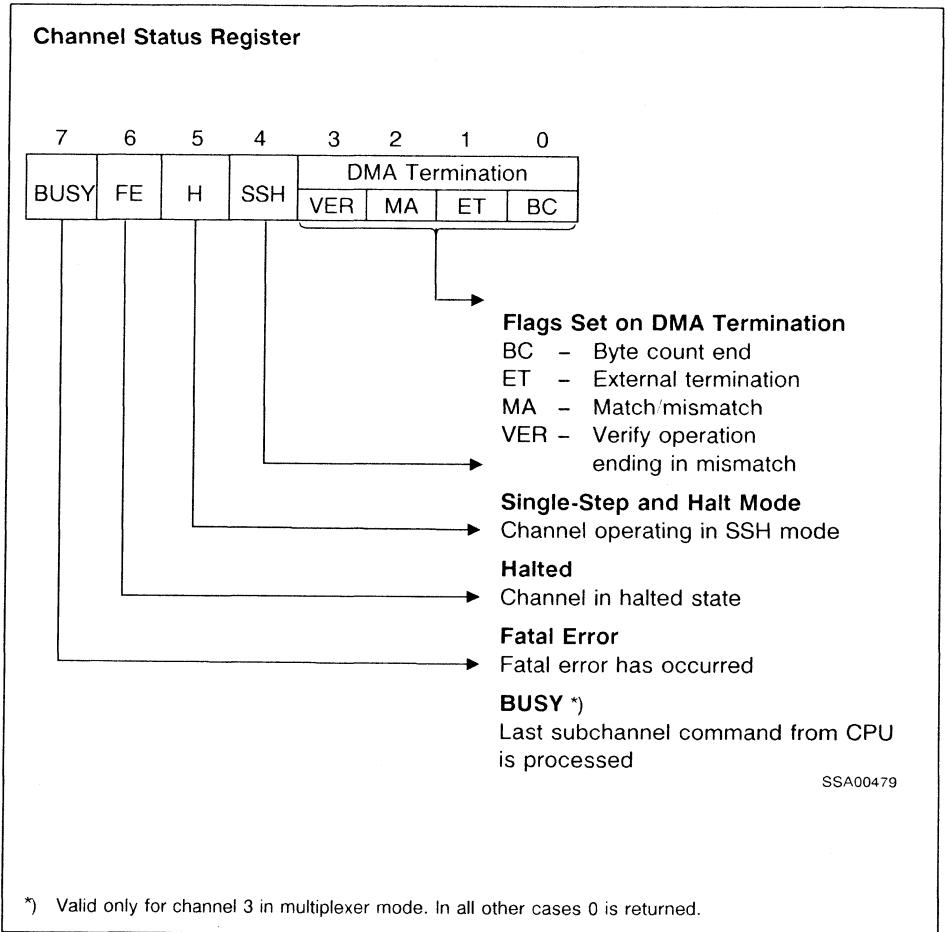 Channel Status Register
7 6 5 4 3 2 1 0
BUSY FE H SSH DMA Termination
VER MA ET BC
Flags Set on DMA Termination
BC – Byte count end
ET – External termination
MA – Match/mismatch
VER – Verify operation
ending in mismatch
Single-Step and Halt Mode
Channel operating in SSH mode
Halted
Channel in halted state
Fatal Error
Fatal error has occurred
BUSY *)
Last subchannel command from CPU
is processed
SSA00479
*) Valid only for channel 3 in multiplexer mode. In all other cases 0 is returned.